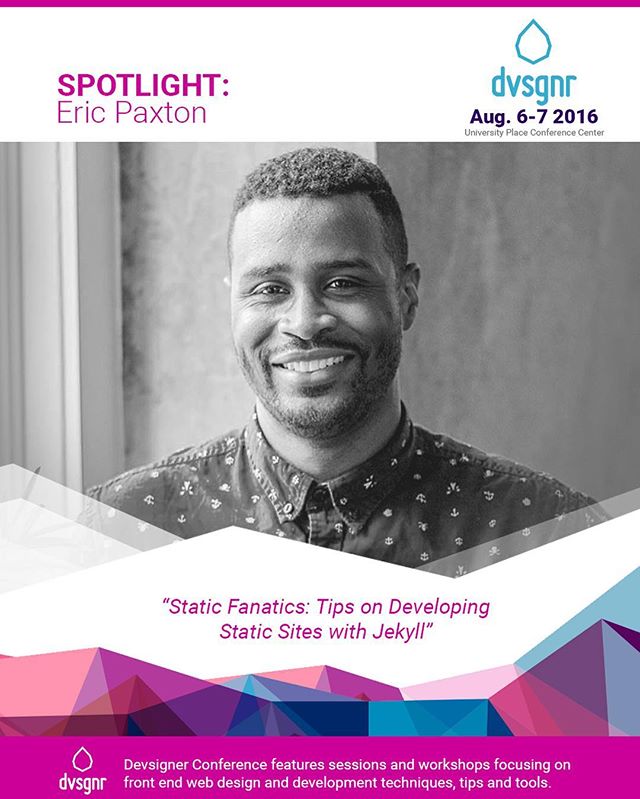 SPOTLIGHT:
Eric Paxton
dvsgnr
Aug. 6-7 2016
University Place Conference Center
“Static Fanatics: Tips on Developing
Static Sites with Jekyll”
dvsgnr
Devsigner Conference features sessions and workshops focusing on
front end web design and development techniques, tips and tools.